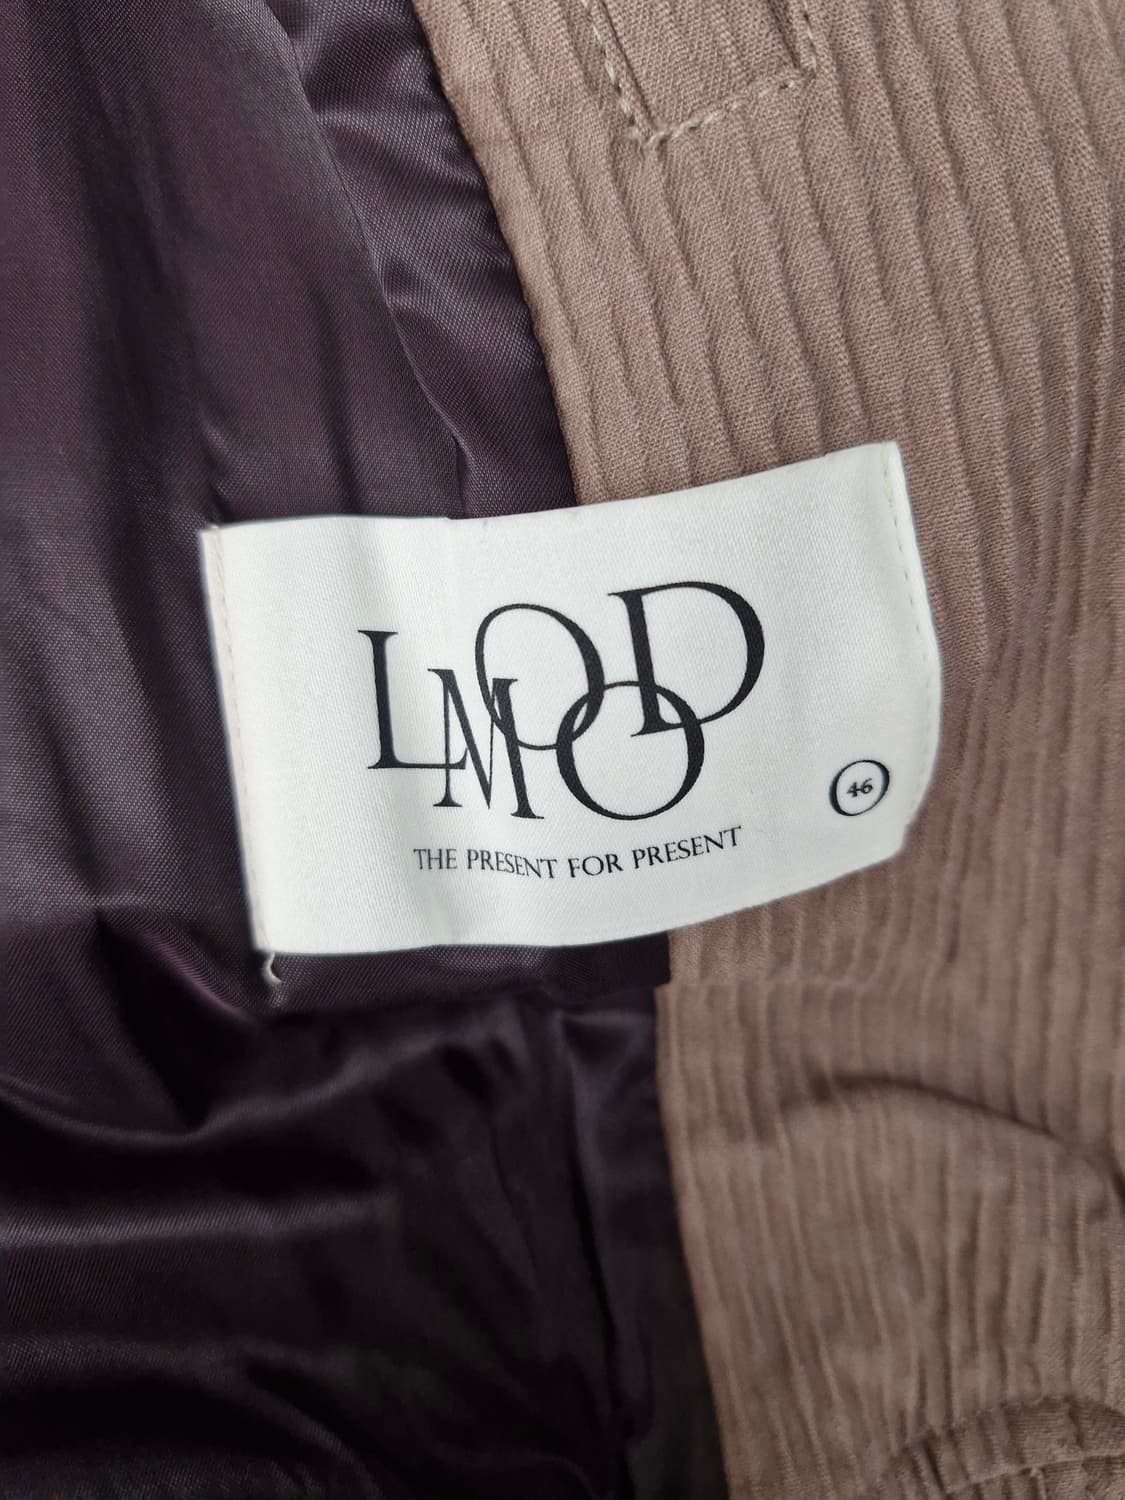 LMOOD
THE PRESENT FOR PRESENT
46